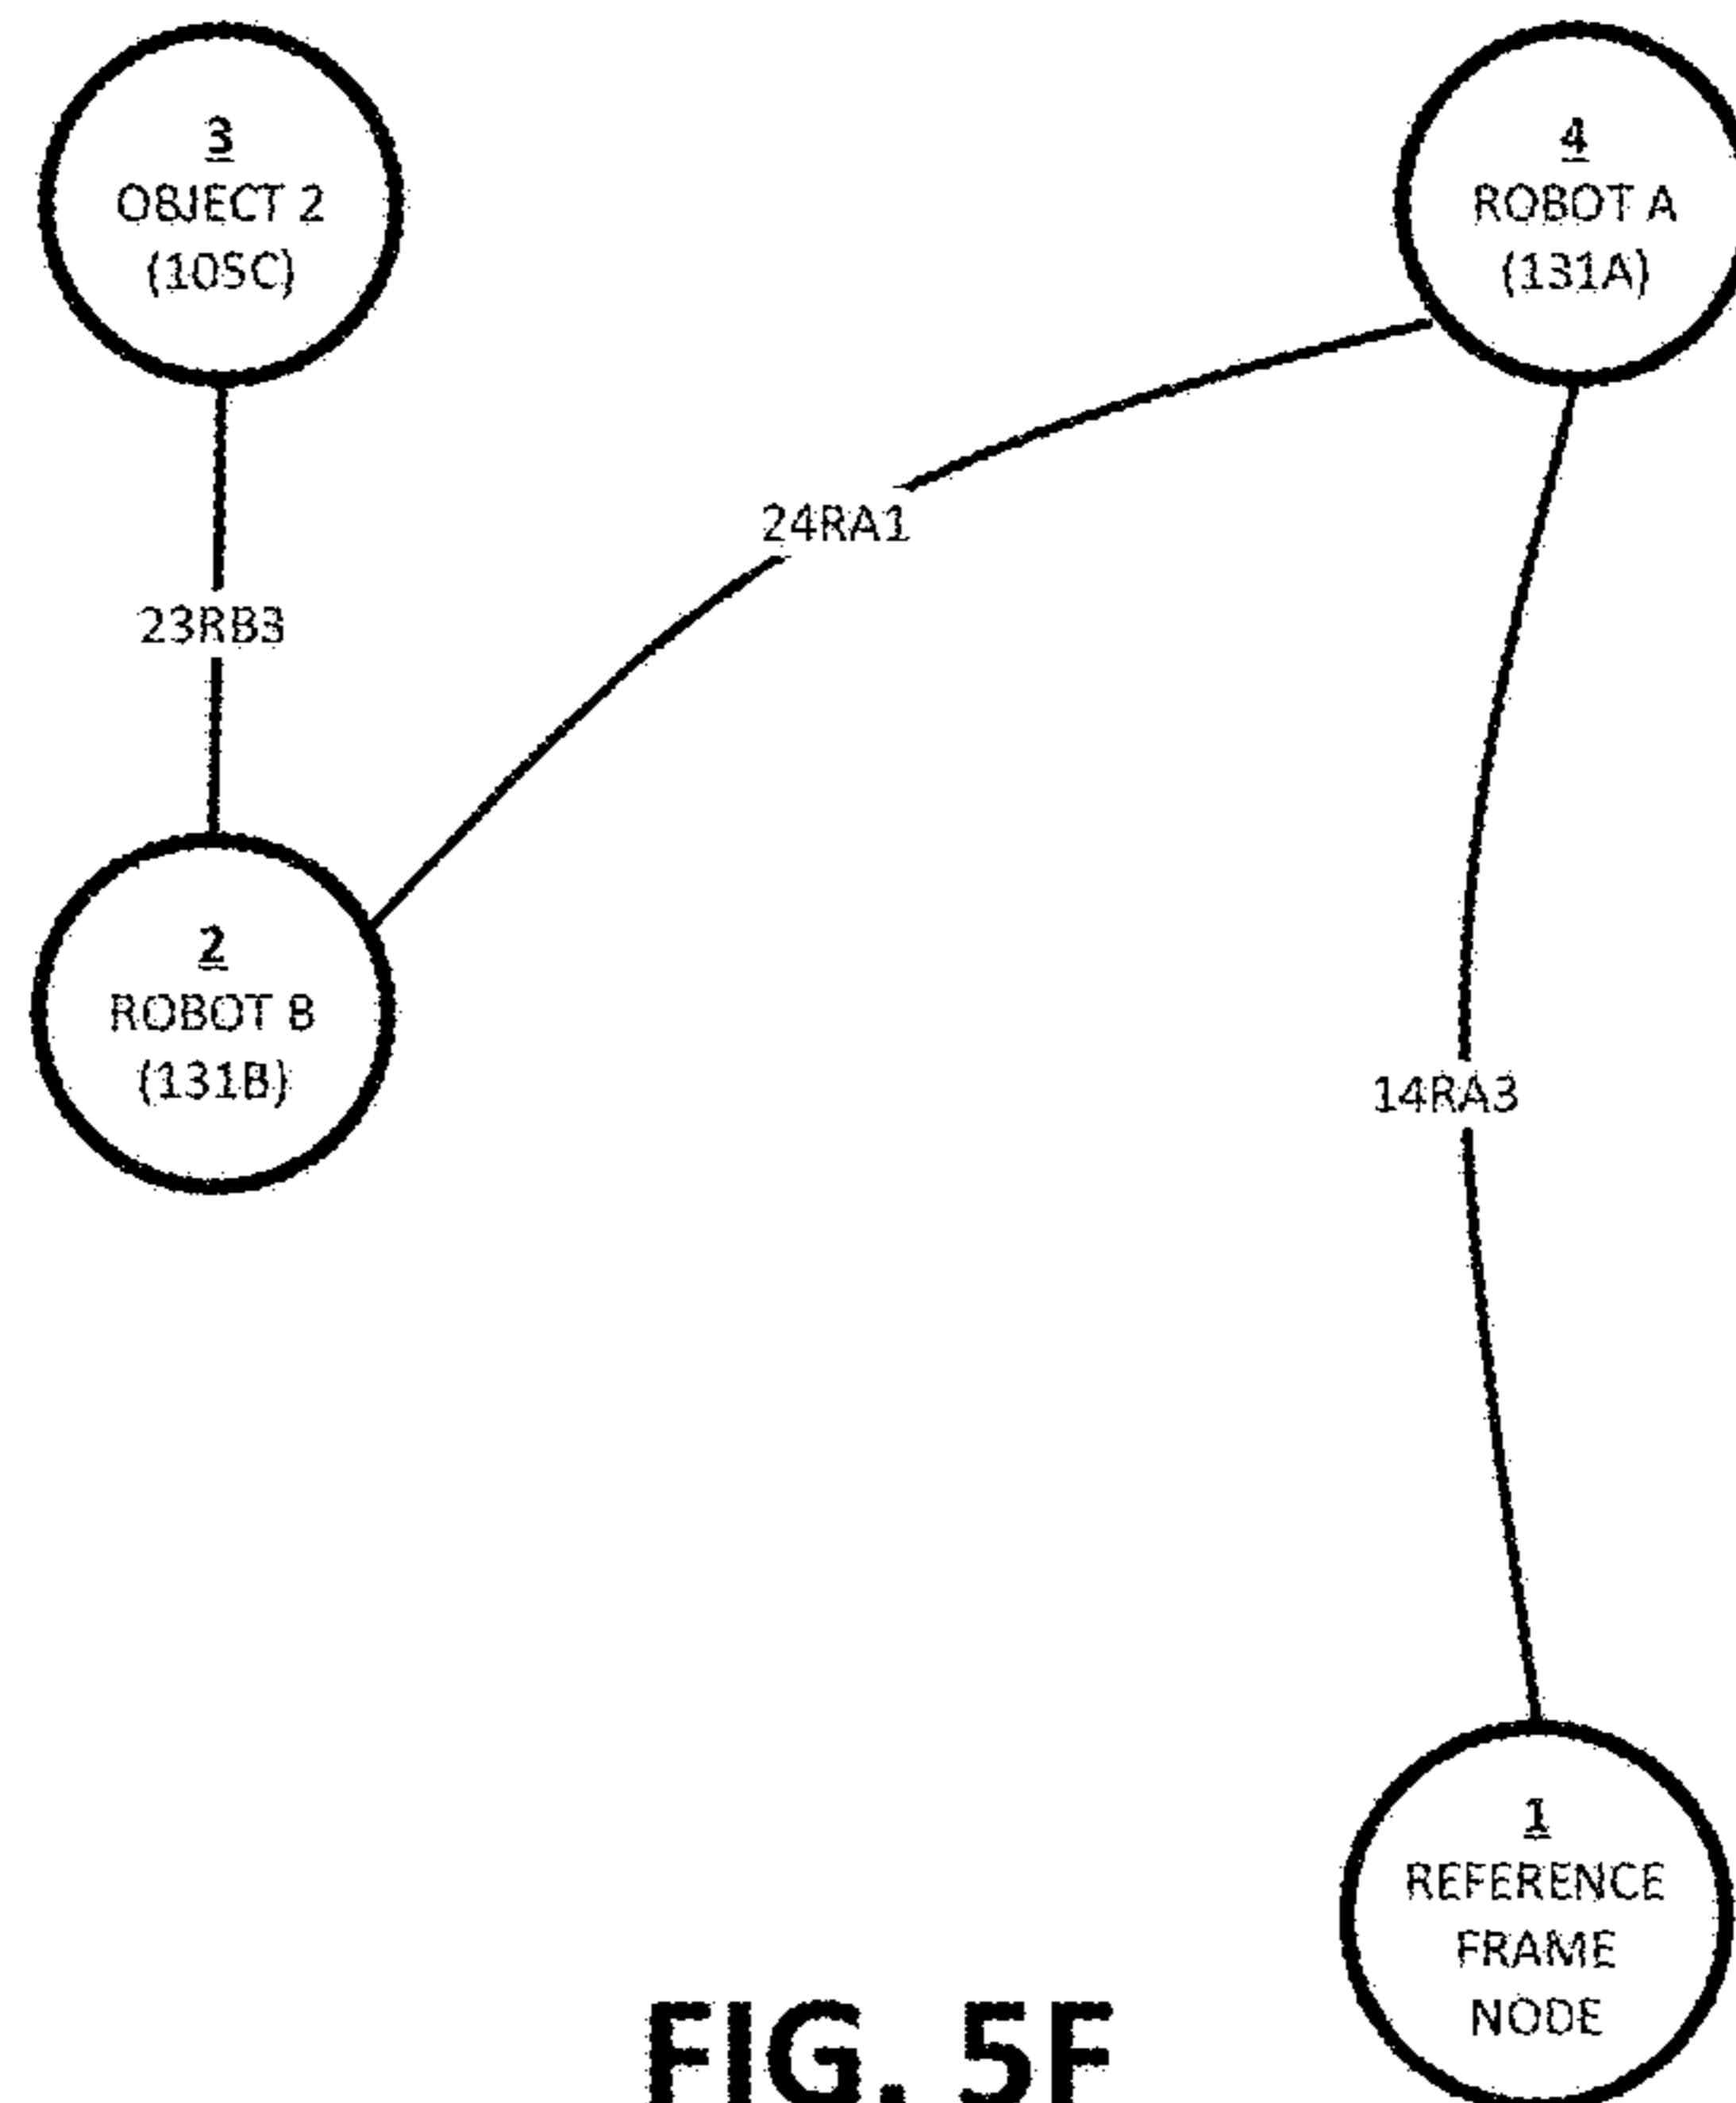 3
OBJECT 2
(105C)
4
ROBOT A
(131A)
24RA1
23RB3
2
ROBOT B
(131B)
14RA3
1
REFERENCE
FRAME
NODE
FIG. 5F